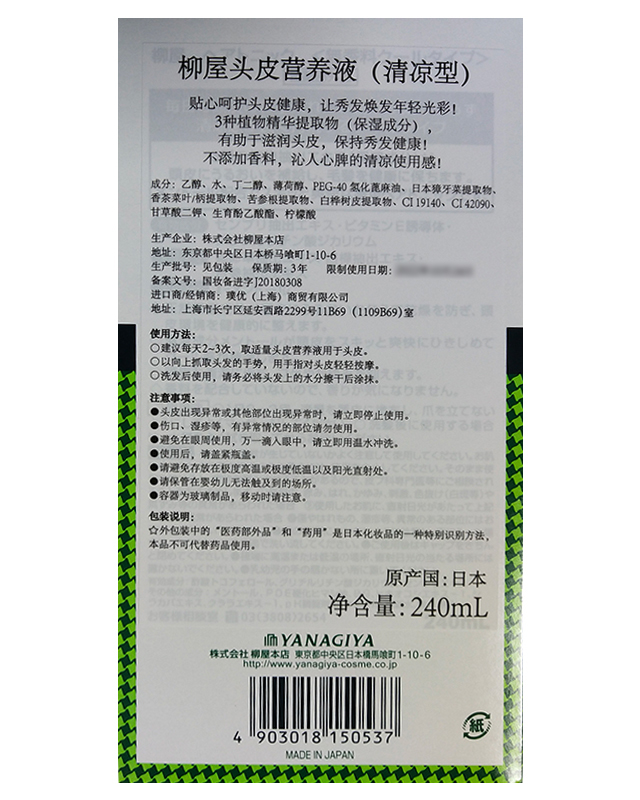 柳屋头皮营养液（清凉型）
贴心呵护头皮健康，让秀发焕发年轻光彩！
3种植物精华提取物（保湿成分），
有助于滋润头皮，保持秀发健康！
不添加香料，沁人心脾的清凉使用感！
成分：乙醇、水、丁二醇、薄荷醇、PEG-40 氢化蓖麻油、日本獐牙菜提取物、
香茶菜叶/柄提取物、苦参根提取物、白桦树皮提取物、CI 19140、CI 42090、
甘草酸二钾、生育酚乙酸酯、柠檬酸
生产企业：株式会社柳屋本店
地址：东京都中央区日本桥马喰町1-10-6
生产批号：见包装 保质期：3年 限制使用日期：
备案文号：国妆备进字J20180308
进口商/经销商：璞优（上海）商贸有限公司
地址：上海市长宁区延安西路2299号11B69（1109B69）室
使用方法：
○建议每天2~3次，取适量头皮营养液用于头皮。
○以向上抓取头发的手势，用手指对头皮轻轻按摩。
○洗发后使用，请务必将头发上的水分擦干后涂抹。
注意事项：
●头皮出现异常或其他部位出现异常时，请立即停止使用。
●伤口、湿疹等，有异常情况的部位请勿使用。
●避免在眼周使用，万一滴入眼中，请立即用温水冲洗。
●使用后，请盖紧瓶盖。
●请避免存放在极度高温或极度低温以及阳光直射处。
●请保管在婴幼儿无法触及到的场所。
●容器为玻璃制品，移动时请注意。
包装说明：
☆外包装中的“医药部外品”和“药用”是日本化妆品的一种特别识别方法，
本品不可代替药品使用。
原产国：日本
净含量：240mL
YANAGIYA
株式会社 柳屋本店 東京都中央区日本橋馬喰町1-10-6
http://www.yanagiya-cosme.co.jp
4 903018 150537
MADE IN JAPAN
紙